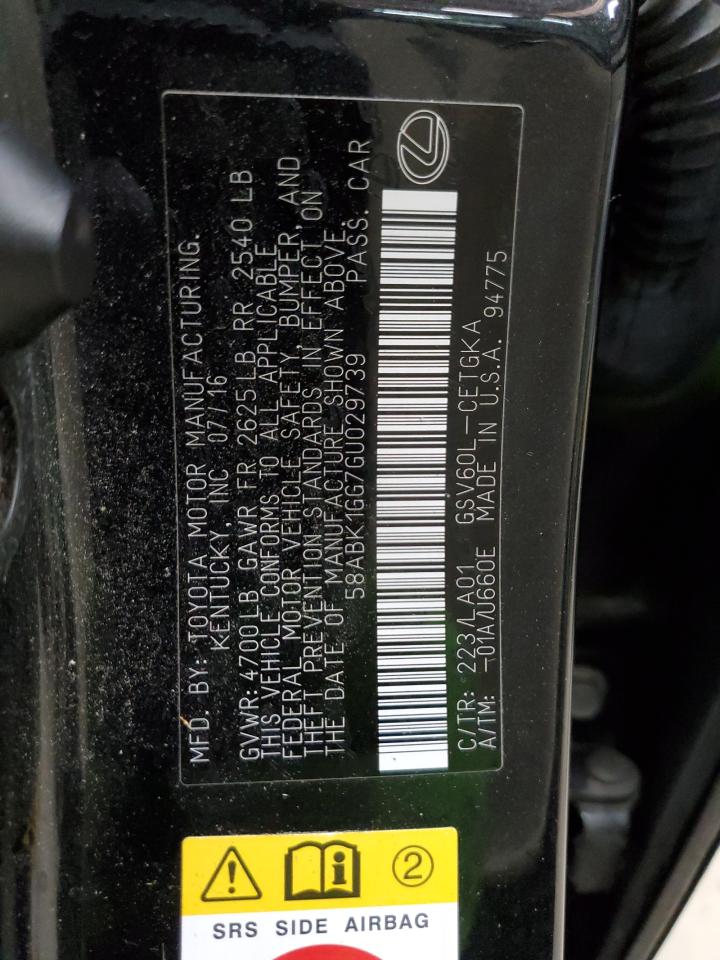 MFD. BY: TOYOTA MOTOR MANUFACTURING.
KENTUCKY, INC 07/16
GVWR: 4700LB GAWR FR 2625 LB RR 2540 LB
THIS VEHICLE CONFORMS TO ALL APPLICABLE
FEDERAL MOTOR VEHICLE SAFETY, BUMPER, AND
THEFT PREVENTION STANDARDS IN EFFECT ON
THE DATE OF MANUFACTURE SHOWN ABOVE.
58ABK1GG7GU029739 PASS. CAR
C/TR: 223/LA01 GSV60L-CETGKA
A/TM: -01A/U660E MADE IN U.S.A. 94775
2
SRS SIDE AIRBAG